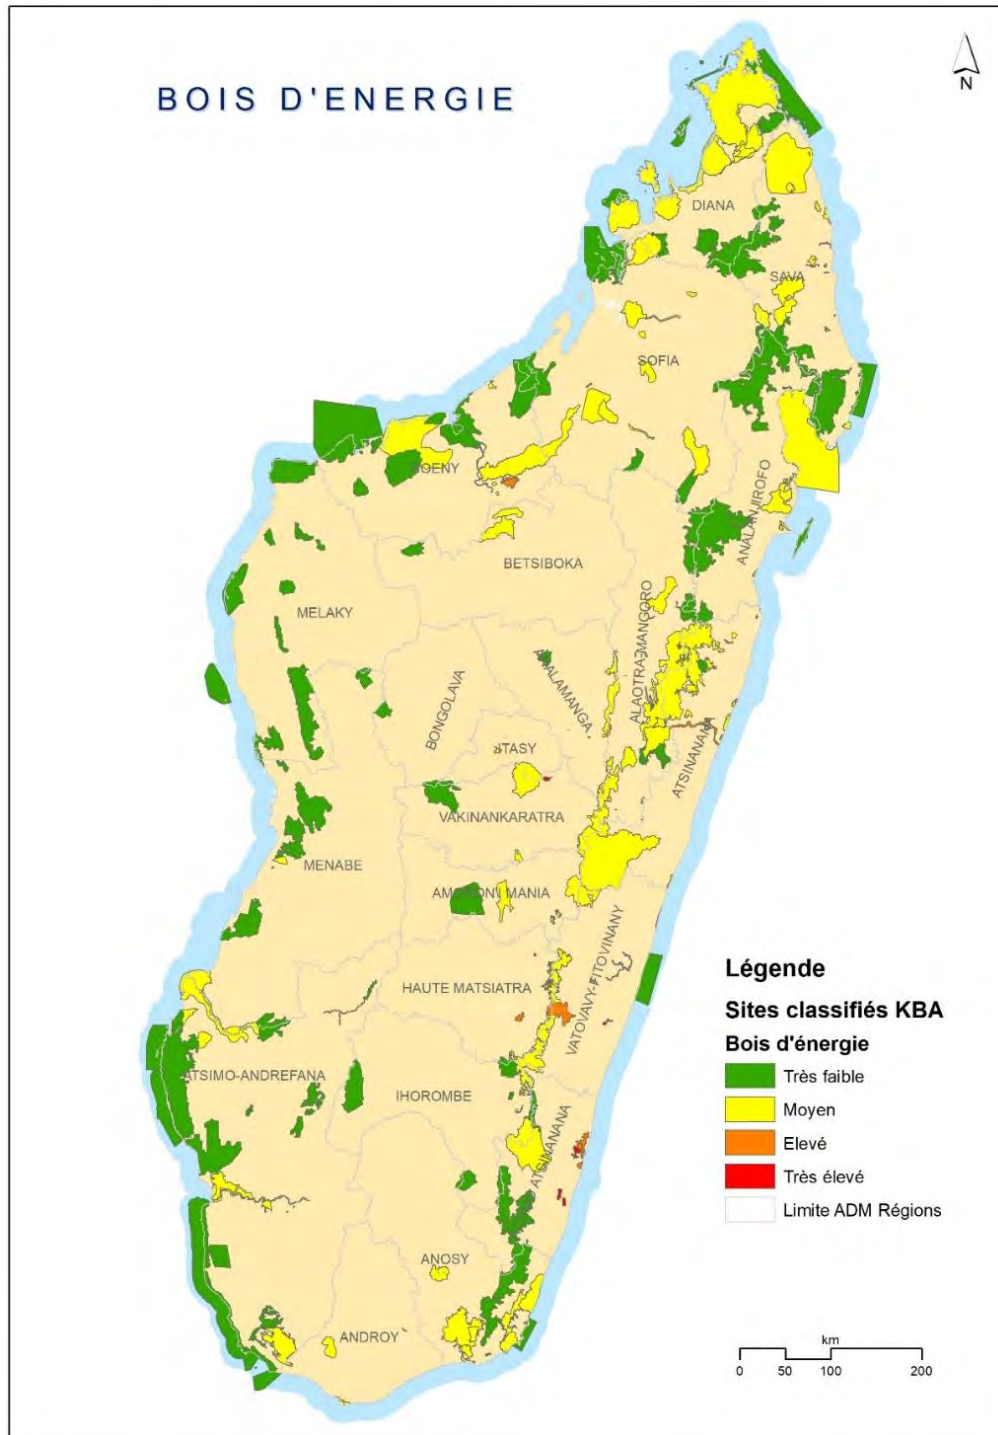 N
BOIS D'ENERGIE
DIANA
SAVA
SOFIA
BOENY
ANALANJIROFO
BETSIBOKA
MELAKY
ALAOTRA-MANGORO
ANALAMANGA
BONGOLAVA
ITASY
ATSINANANA
VAKINANKARATRA
MENABE
AMORON'I MANIA
HAUTE MATSIATRA
VATOVAVY-FITOVINANY
ATSIMO-ANDREFANA
IHOROMBE
ATSINANANA
ANOSY
ANDROY
Légende
Sites classifiés KBA
Bois d'énergie
Très faible
Moyen
Elevé
Très élevé
Limite ADM Régions
km
0 50 100 200